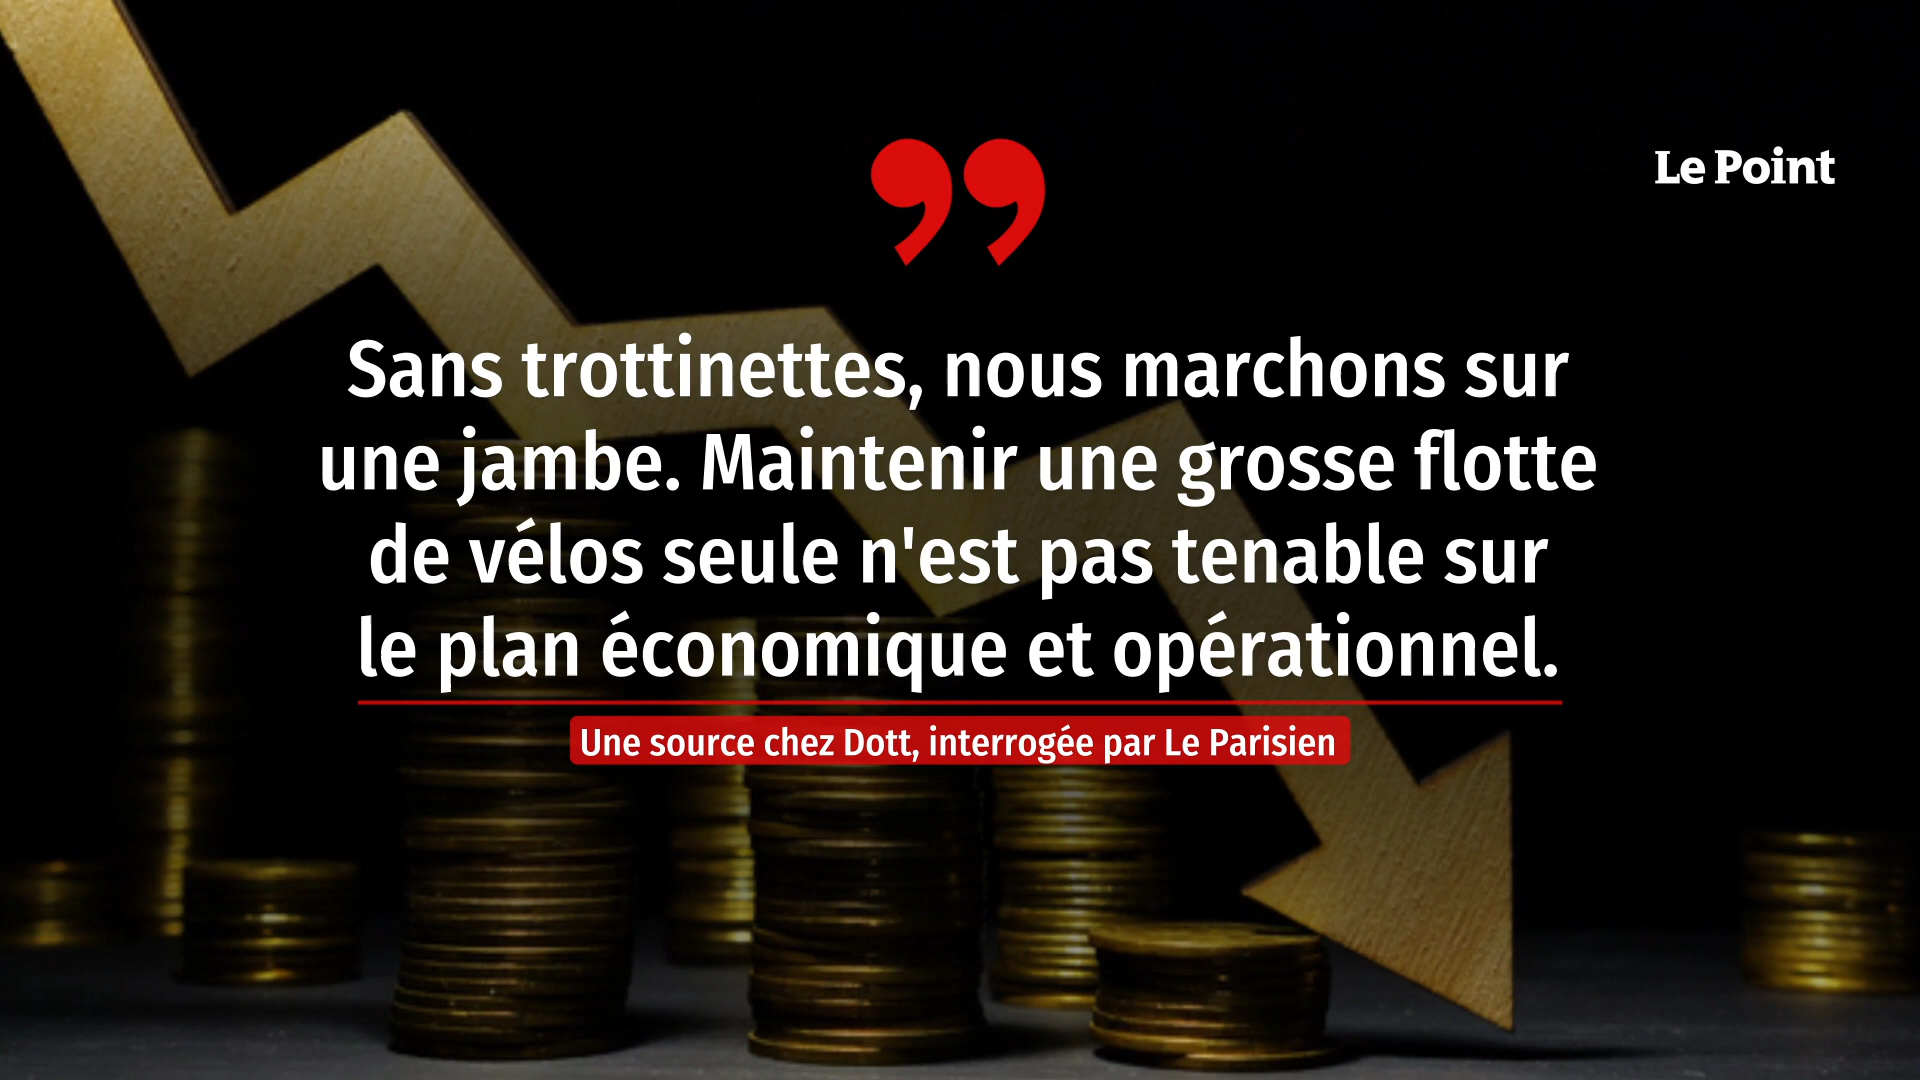 Le Point
”
Sans trottinettes, nous marchons sur
une jambe. Maintenir une grosse flotte
de vélos seule n'est pas tenable sur
le plan économique et opérationnel.
Une source chez Dott, interrogée par Le Parisien